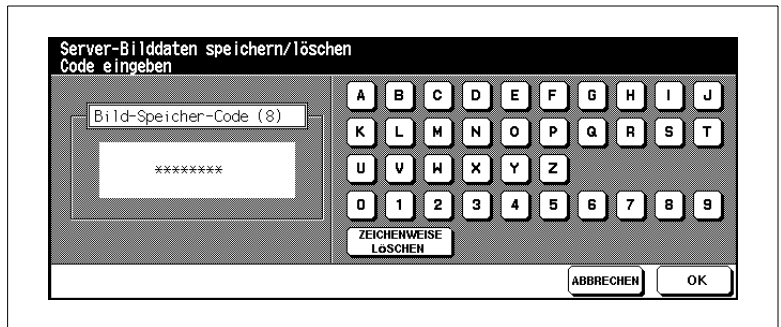 Server-Bilddaten speichern/löschen
Code eingeben
Bild-Speicher-Code (8)
********
A B C D E F G H I J
K L M N O P Q R S T
U V W X Y Z
0 1 2 3 4 5 6 7 8 9
ZEICHENWEISE
LÖSCHEN
ABBRECHEN OK